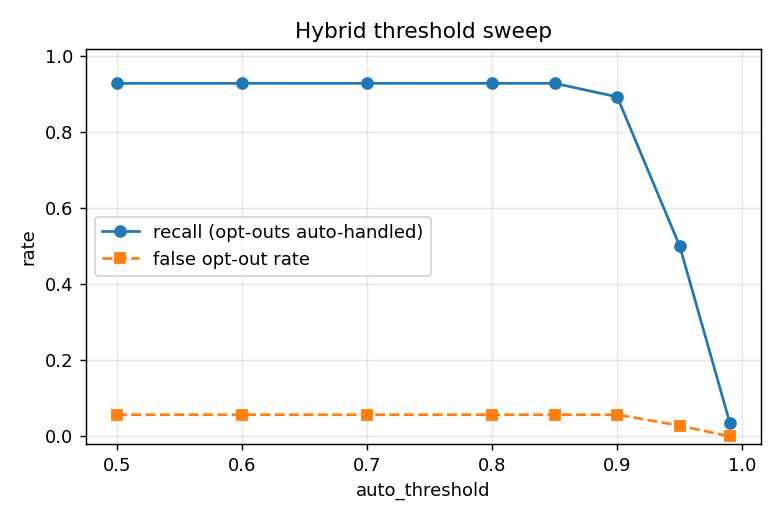 Hybrid threshold sweep
1.0
0.8
0.6
0.4
0.2
0.0
rate
recall (opt-outs auto-handled)
false opt-out rate
0.5 0.6 0.7 0.8 0.9 1.0
auto_threshold